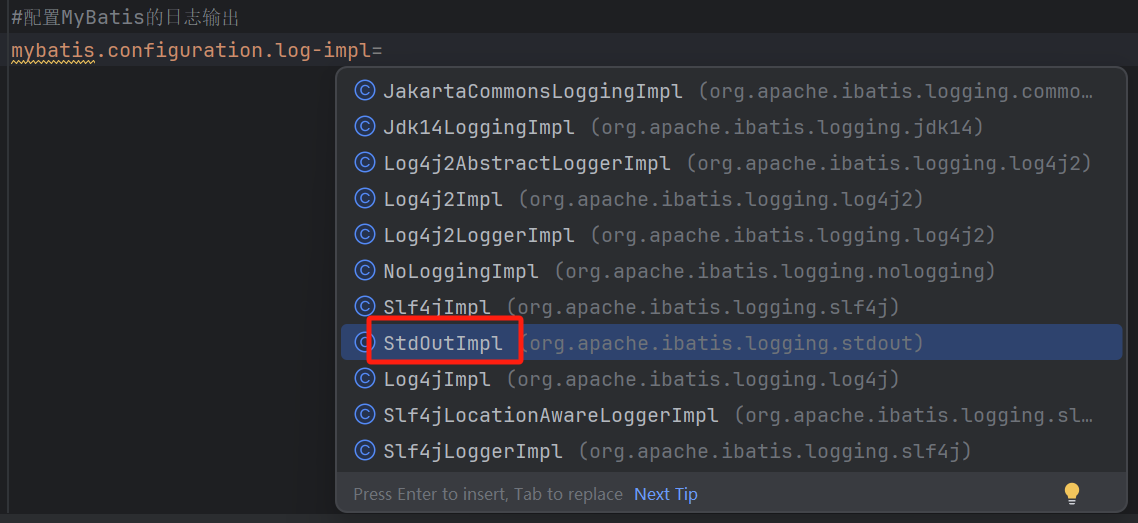 #配置MyBatis的日志输出
mybatis.configuration.log-impl=
JakartaCommonsLoggingImpl (org.apache.ibatis.logging.commo…
Jdk14LoggingImpl (org.apache.ibatis.logging.jdk14)
Log4j2AbstractLoggerImpl (org.apache.ibatis.logging.log4j2)
Log4j2Impl (org.apache.ibatis.logging.log4j2)
Log4j2LoggerImpl (org.apache.ibatis.logging.log4j2)
NoLoggingImpl (org.apache.ibatis.logging.nologging)
Slf4jImpl (org.apache.ibatis.logging.slf4j)
StdOutImpl (org.apache.ibatis.logging.stdout)
Log4jImpl (org.apache.ibatis.logging.log4j)
Slf4jLocationAwareLoggerImpl (org.apache.ibatis.logging.sl…
Slf4jLoggerImpl (org.apache.ibatis.logging.slf4j)
Press Enter to insert, Tab to replace Next Tip